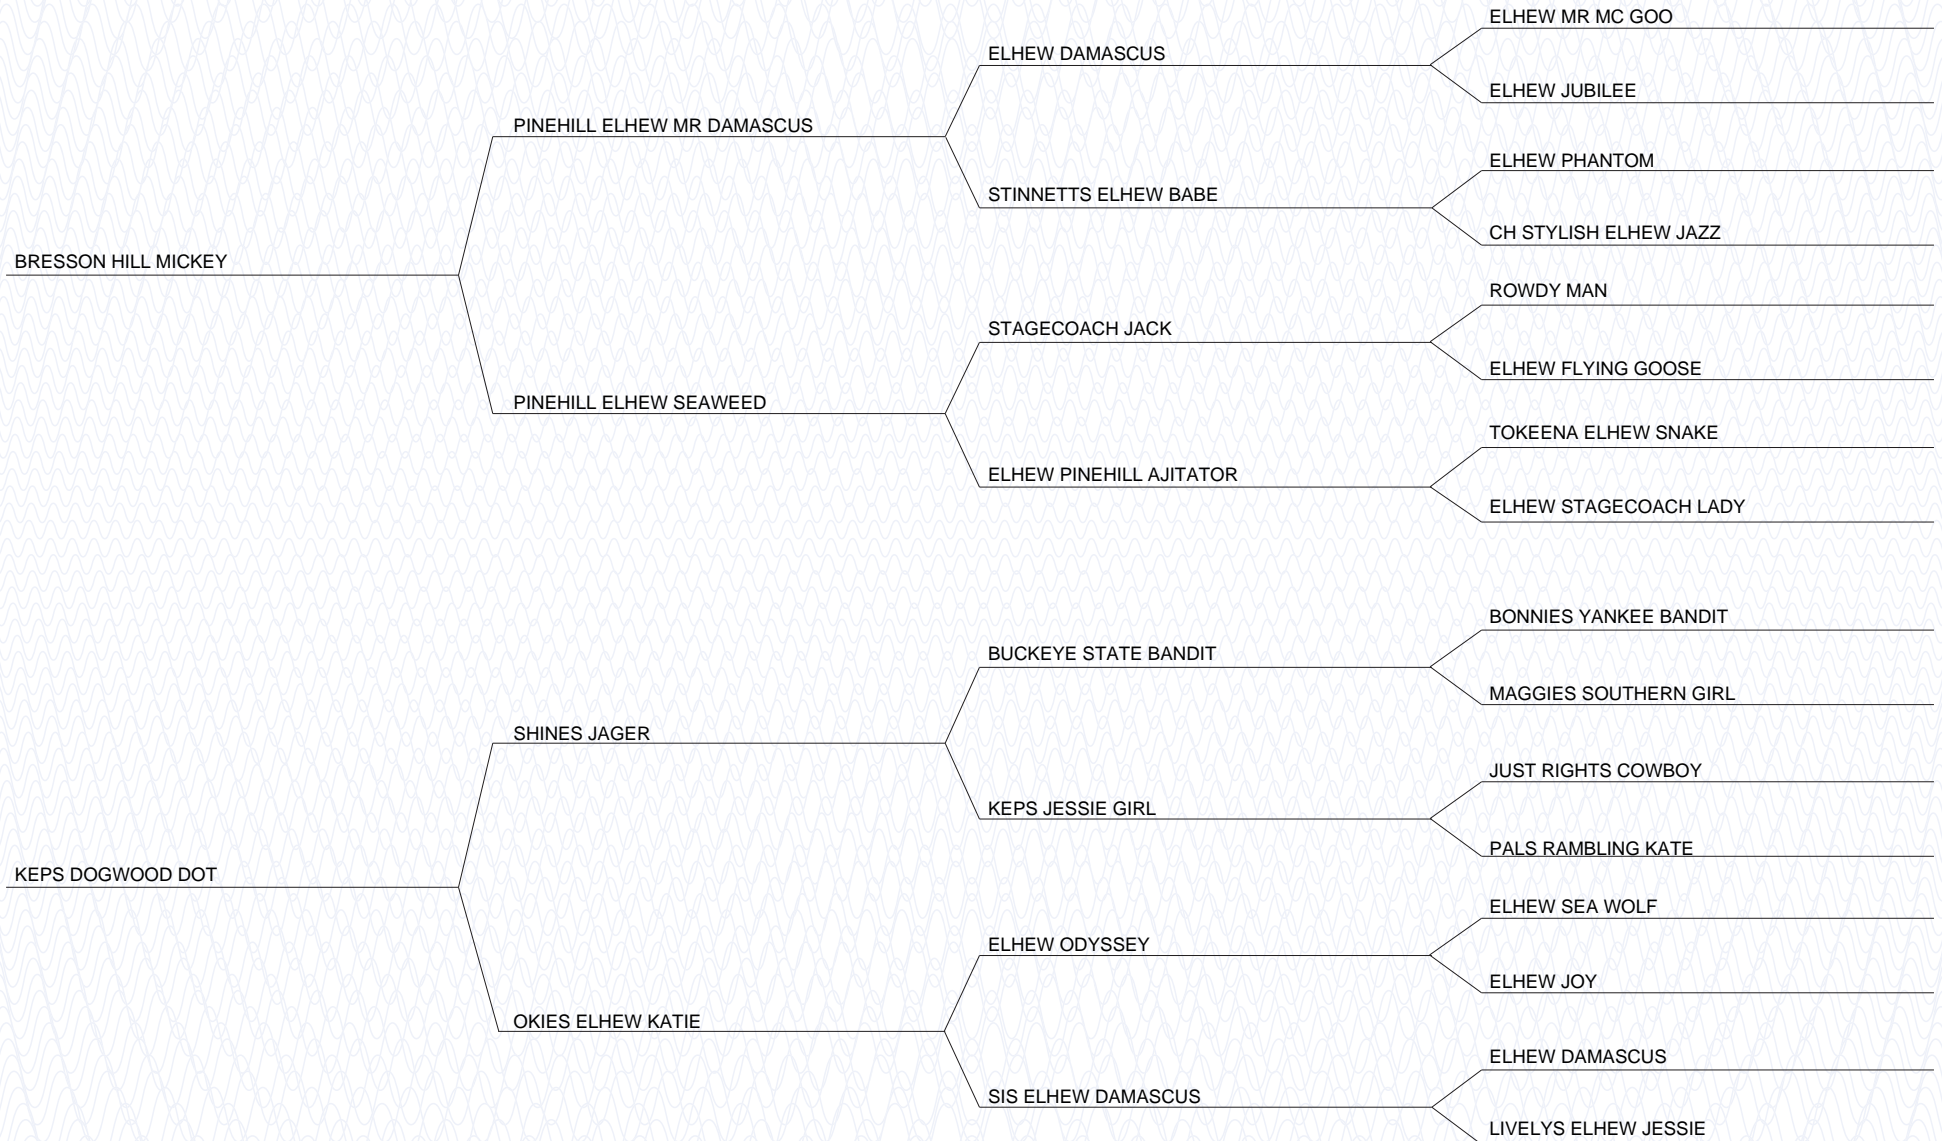 ELHEW MR MC GOO
ELHEW DAMASCUS
ELHEW JUBILEE
PINEHILL ELHEW MR DAMASCUS
ELHEW PHANTOM
STINNETTS ELHEW BABE
CH STYLISH ELHEW JAZZ
BRESSON HILL MICKEY
ROWDY MAN
STAGECOACH JACK
ELHEW FLYING GOOSE
PINEHILL ELHEW SEAWEED
TOKEENA ELHEW SNAKE
ELHEW PINEHILL AJITATOR
ELHEW STAGECOACH LADY
BONNIES YANKEE BANDIT
BUCKEYE STATE BANDIT
MAGGIES SOUTHERN GIRL
SHINES JAGER
JUST RIGHTS COWBOY
KEPS JESSIE GIRL
PALS RAMBLING KATE
KEPS DOGWOOD DOT
ELHEW SEA WOLF
ELHEW ODYSSEY
ELHEW JOY
OKIES ELHEW KATIE
ELHEW DAMASCUS
SIS ELHEW DAMASCUS
LIVELYS ELHEW JESSIE